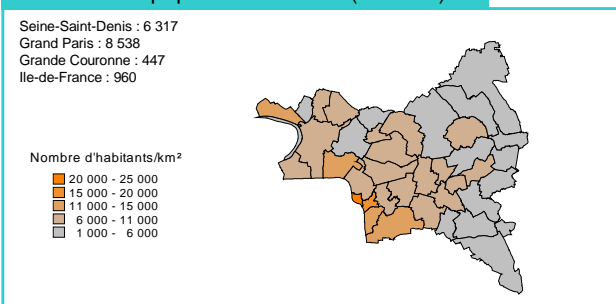 Seine-Saint-Denis : 6 317
Grand Paris : 8 538
Grande Couronne : 447
Ile-de-France : 960
Nombre d'habitants/km²
20 000 - 25 000
15 000 - 20 000
11 000 - 15 000
6 000 - 11 000
1 000 - 6 000